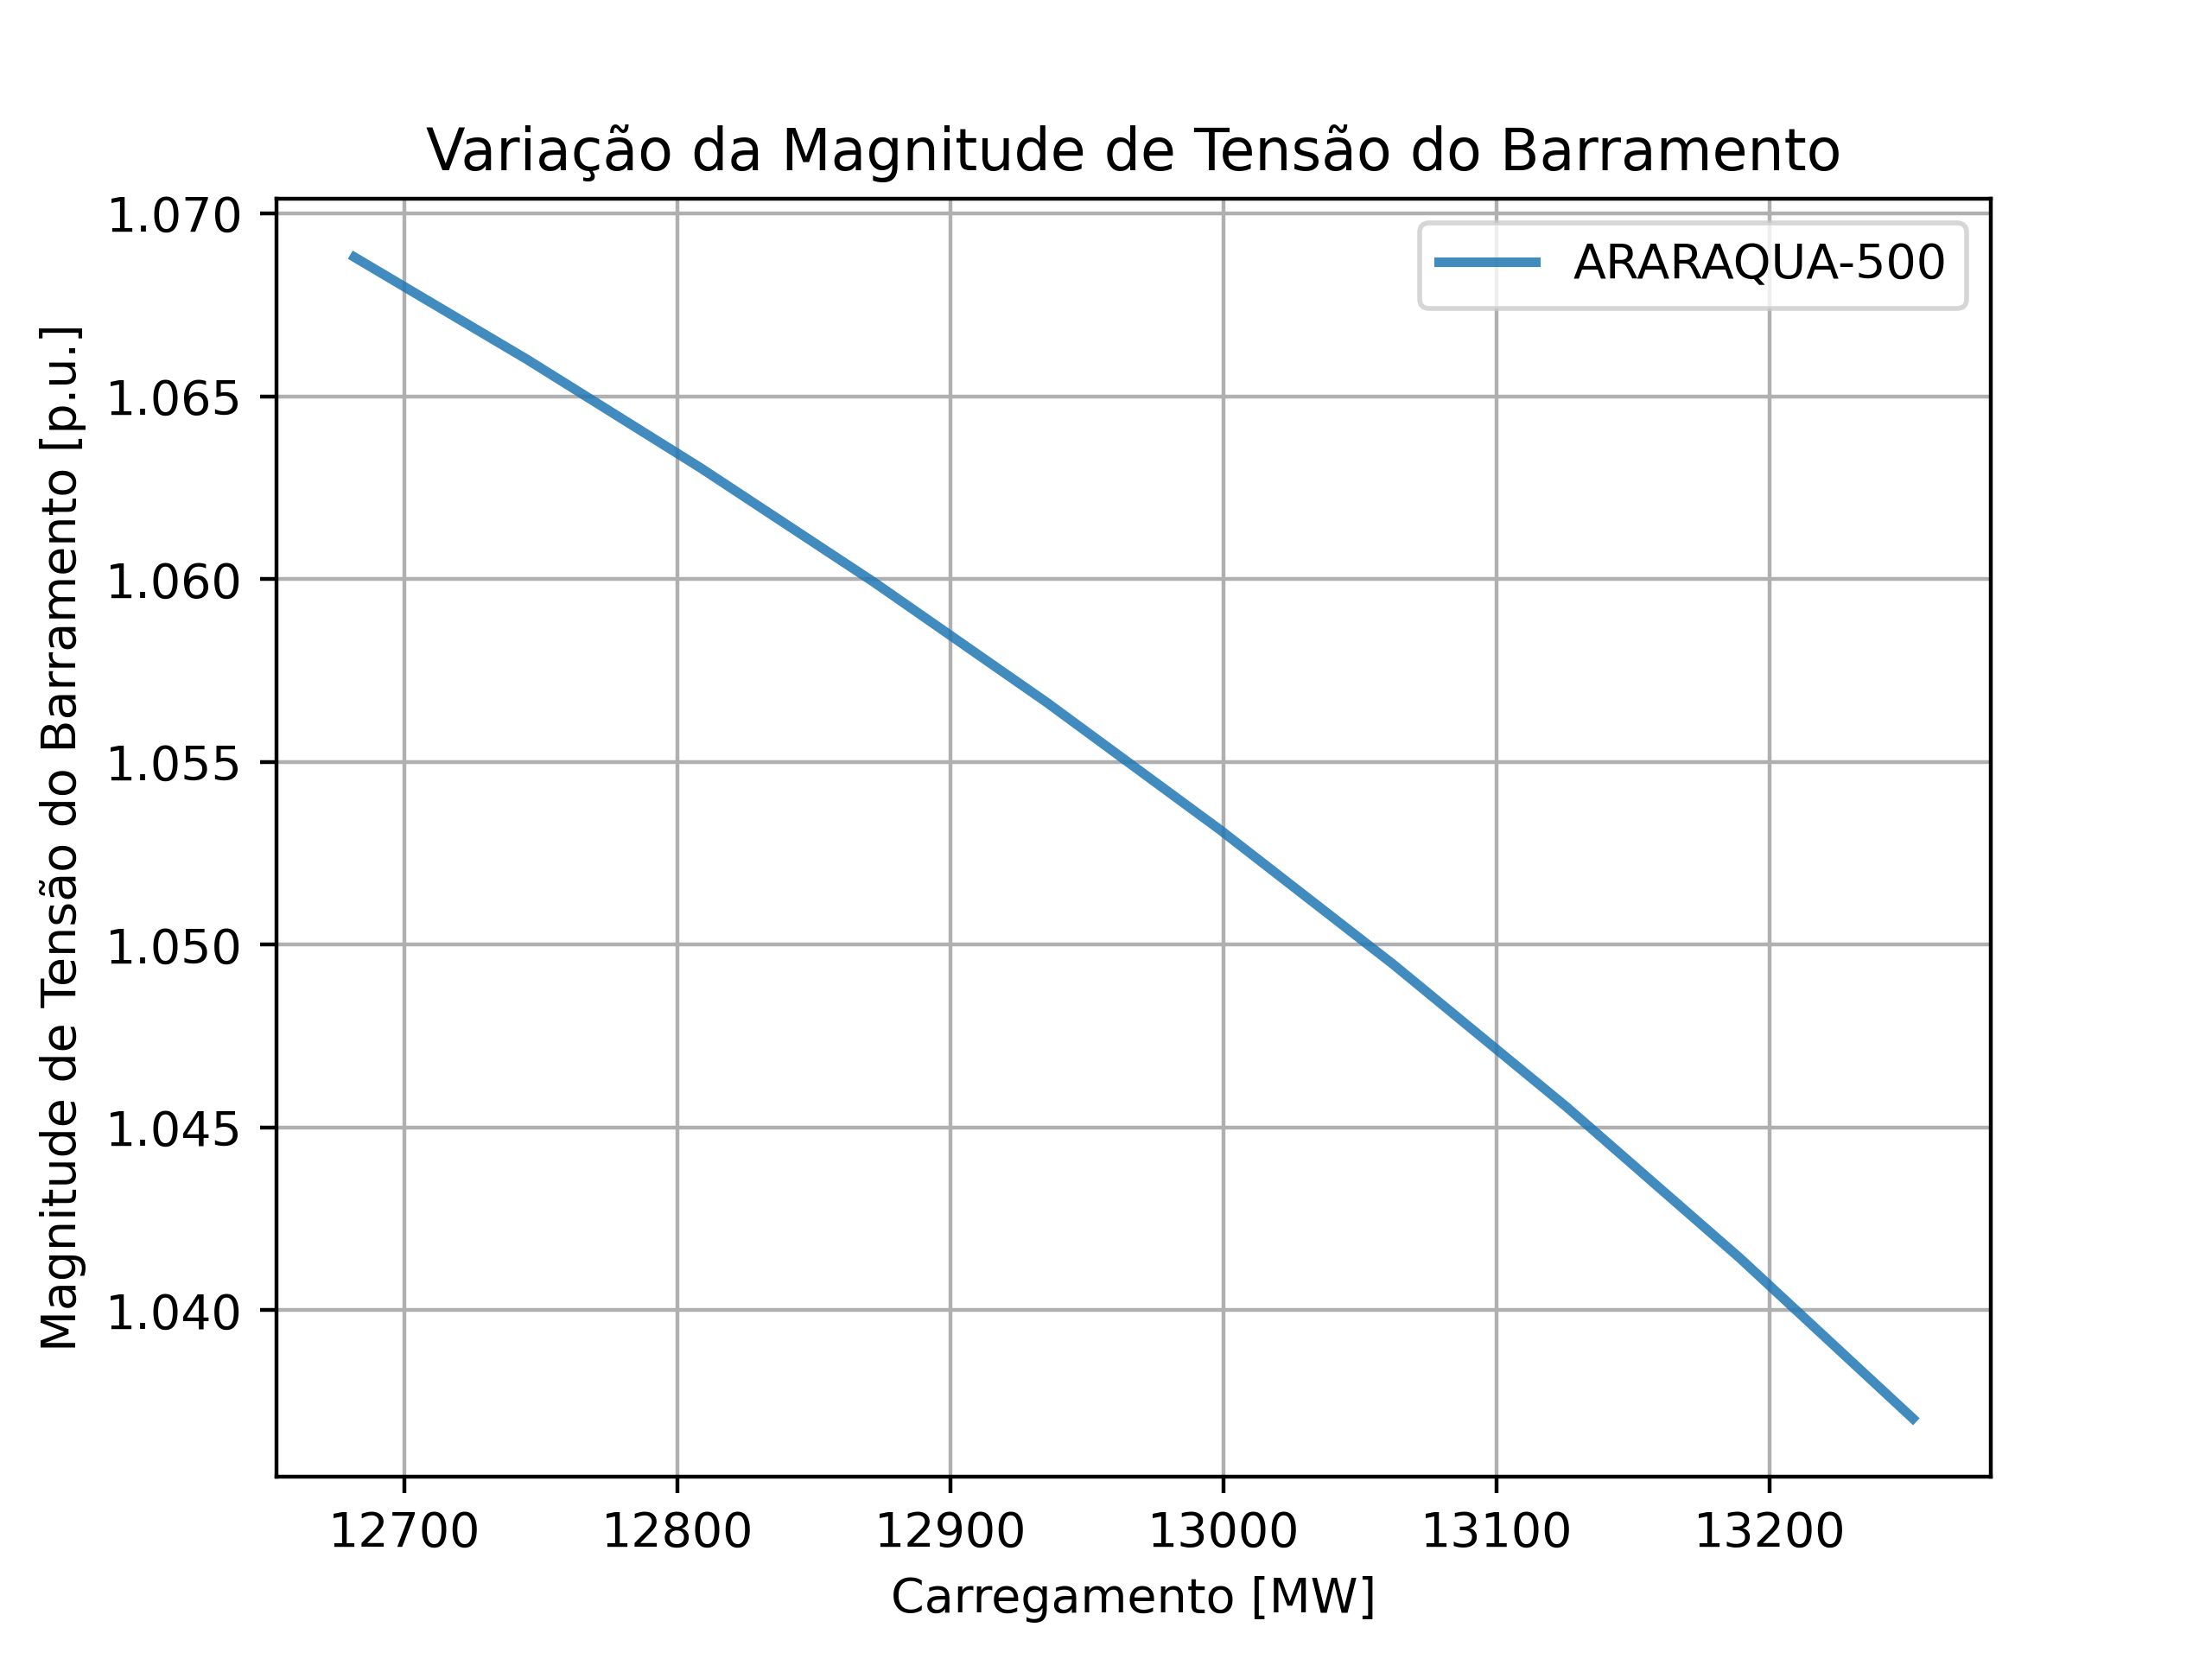 Variação da Magnitude de Tensão do Barramento
ARARAQUA-500
Magnitude de Tensão do Barramento [p.u.]
1.070
1.065
1.060
1.055
1.050
1.045
1.040
12700 12800 12900 13000 13100 13200
Carregamento [MW]